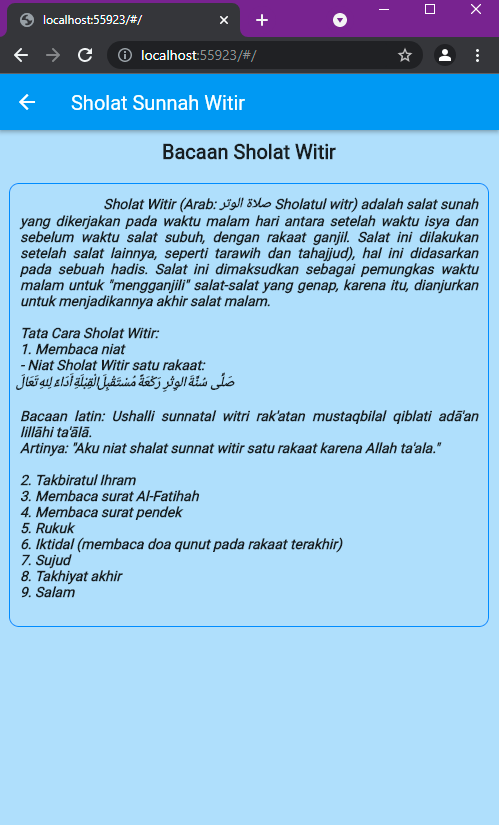 localhost:55923/#/
localhost:55923/#/
Sholat Sunnah Witir
Bacaan Sholat Witir
Sholat Witir (Arab: صلاة الوتر Sholatul witr) adalah salat sunah
yang dikerjakan pada waktu malam hari antara setelah waktu isya dan
sebelum waktu salat subuh, dengan rakaat ganjil. Salat ini dilakukan
setelah salat lainnya, seperti tarawih dan tahajjud), hal ini didasarkan
pada sebuah hadis. Salat ini dimaksudkan sebagai pemungkas waktu
malam untuk "mengganjili" salat-salat yang genap, karena itu, dianjurkan
untuk menjadikannya akhir salat malam.
Tata Cara Sholat Witir:
1. Membaca niat
- Niat Sholat Witir satu rakaat:
صَلِّى سُنَّةَ الوِتْرِ رَكْعَةً مُسْتَقْبِلَالْقِبْلَةِ أَدَاءً لِلهِ تَعَالَ
Bacaan latin: Ushalli sunnatal witri rak'atan mustaqbilal qiblati adā'an
lillāhi ta'ālā.
Artinya: "Aku niat shalat sunnat witir satu rakaat karena Allah ta'ala."
2. Takbiratul Ihram
3. Membaca surat Al-Fatihah
4. Membaca surat pendek
5. Rukuk
6. Iktidal (membaca doa qunut pada rakaat terakhir)
7. Sujud
8. Takhiyat akhir
9. Salam